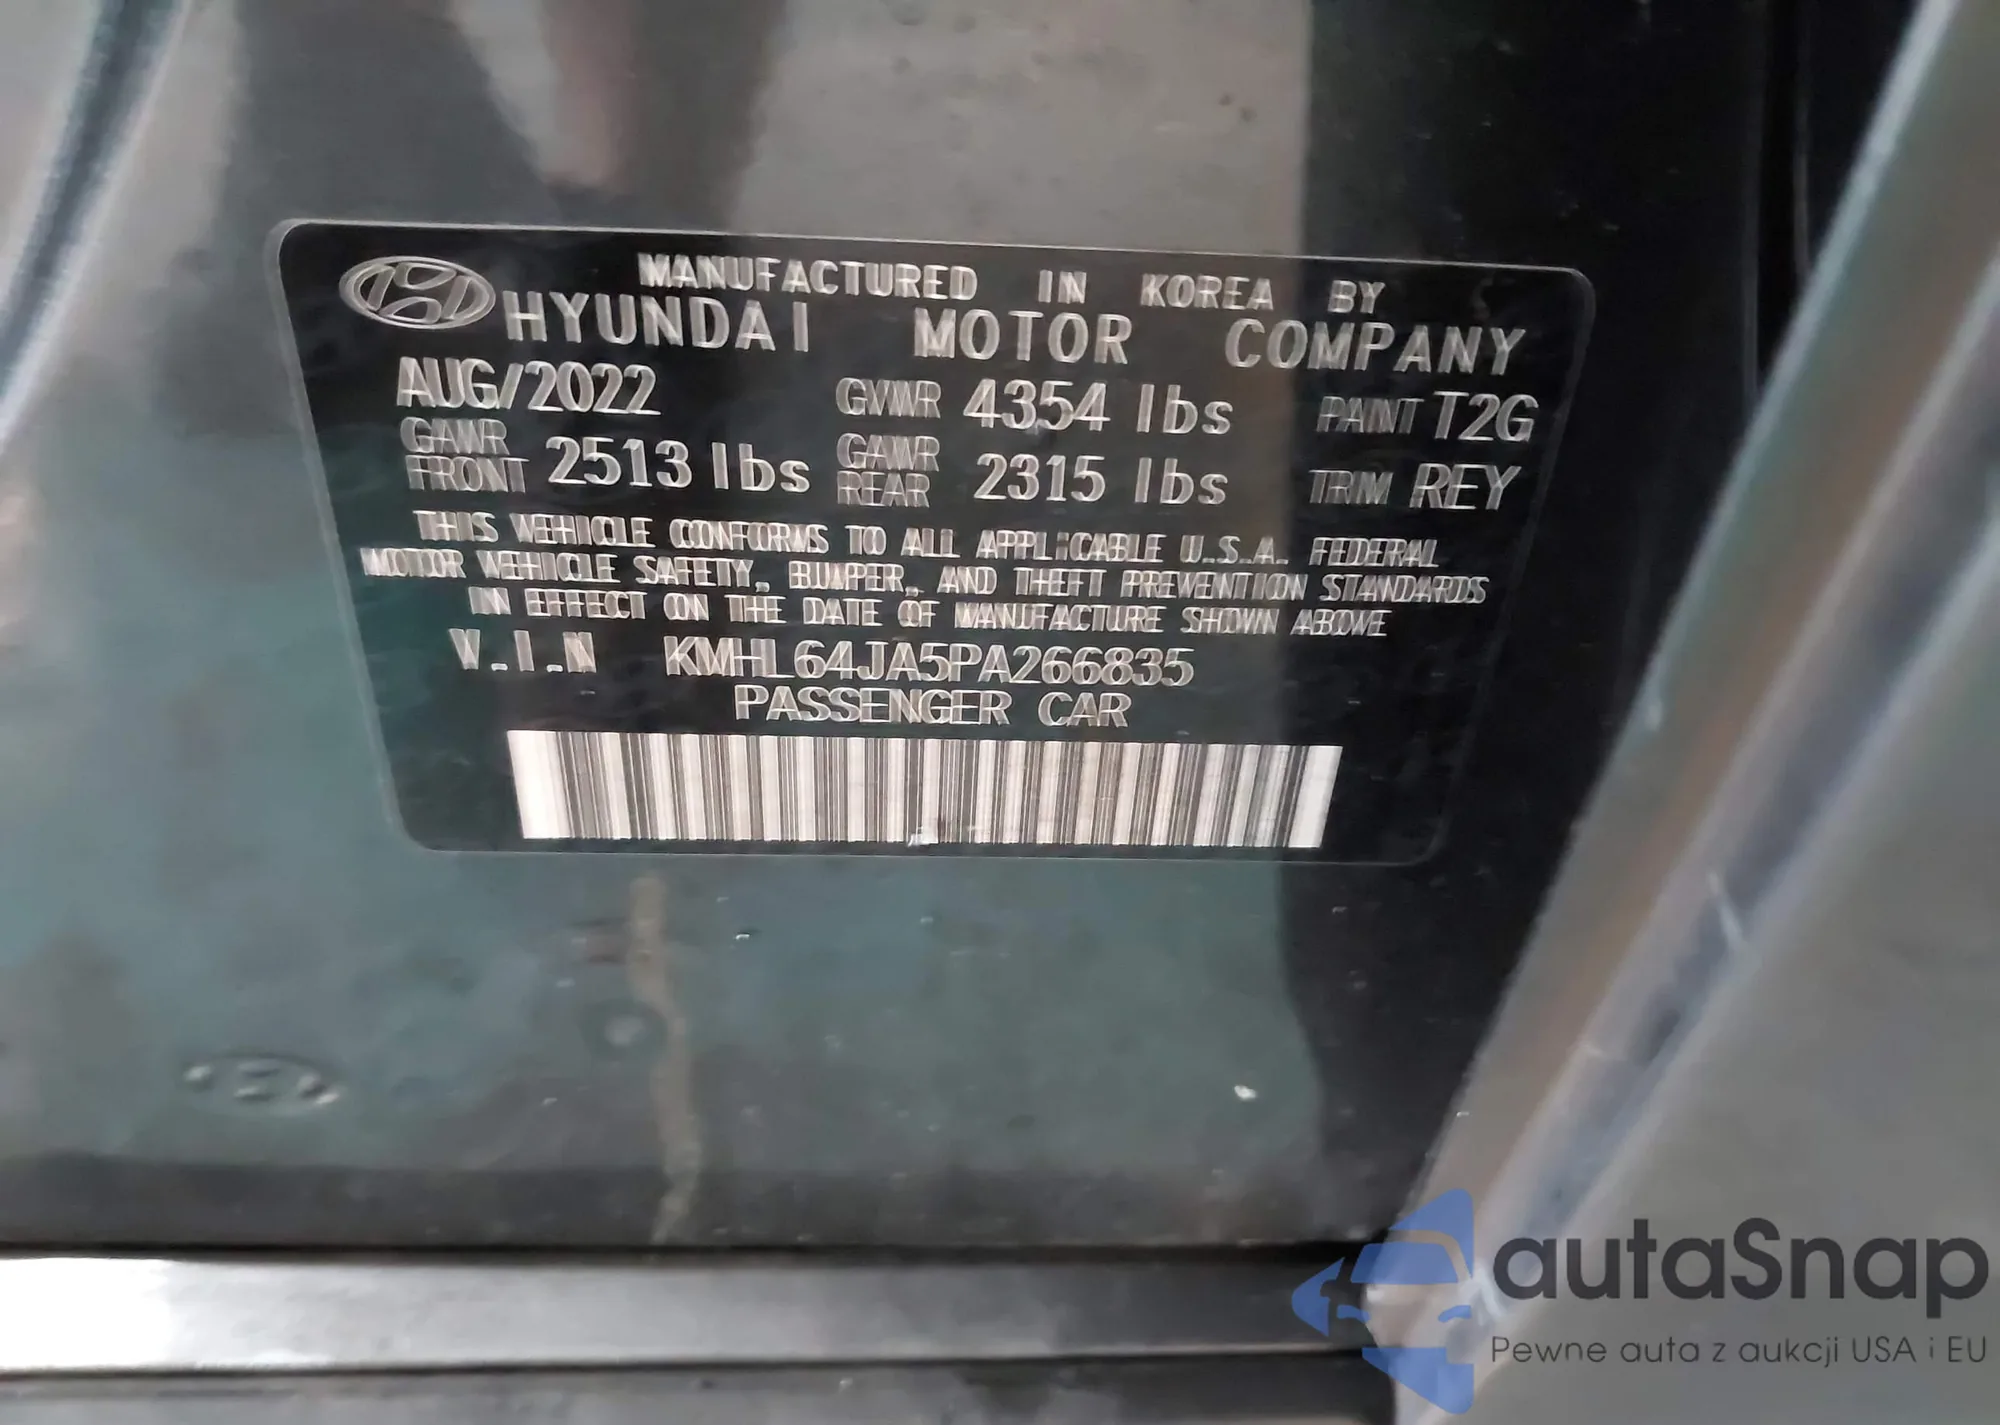 MANUFACTURED IN KOREA BY
HYUNDAI MOTOR COMPANY
AUG/2022 GVWR 4354 lbs PAINT T2G
GAWR FRONT 2513 lbs GAWR REAR 2315 lbs TRIM REY
THIS VEHICLE CONFORMS TO ALL APPLICABLE U.S.A. FEDERAL
MOTOR VEHICLE SAFETY, BUMPER, AND THEFT PREVENTION STANDARDS
IN EFFECT ON THE DATE OF MANUFACTURE SHOWN ABOVE
V.I.N KMHL64JA5PA266835
PASSENGER CAR
autaSnap
Pewne auta z aukcji USA i EU